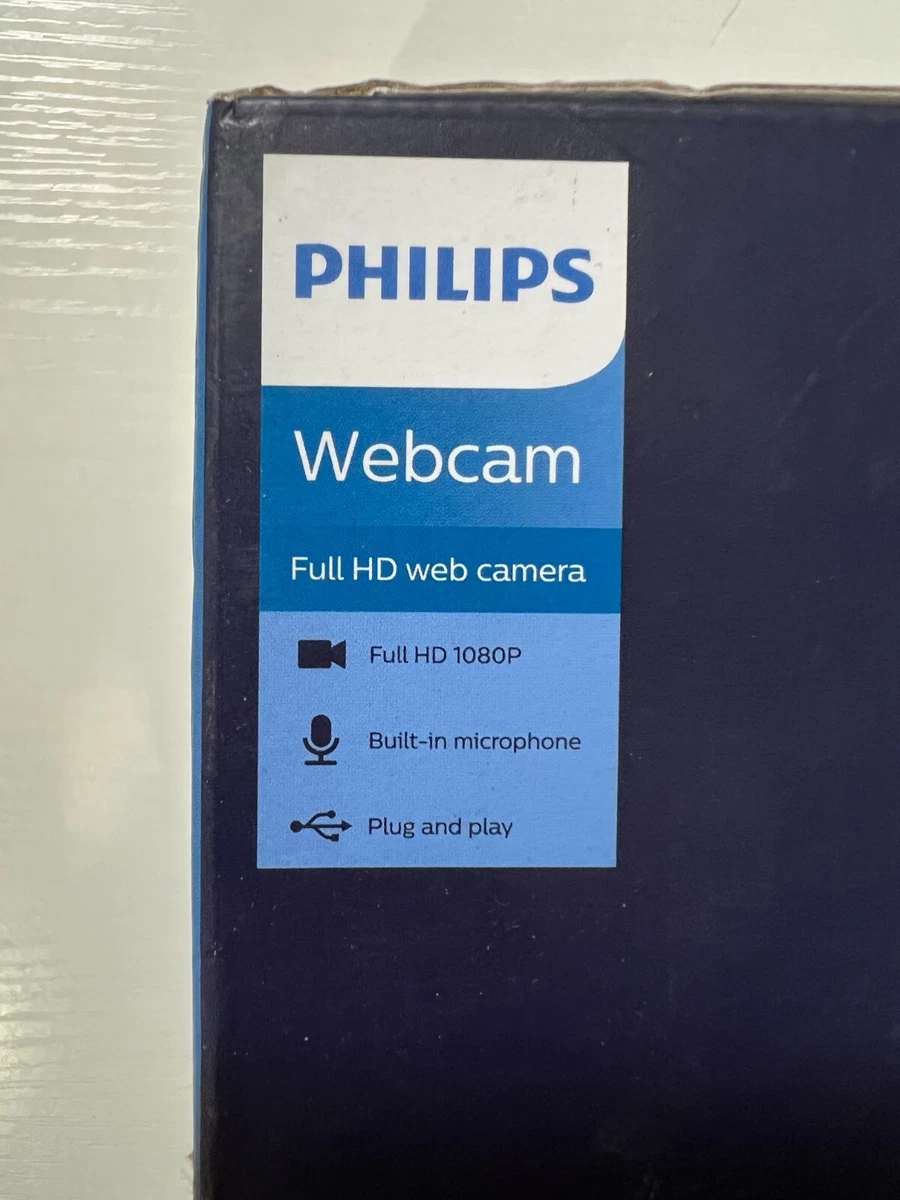 PHILIPS
Webcam
Full HD web camera
Full HD 1080P
Built-in microphone
Plug and play